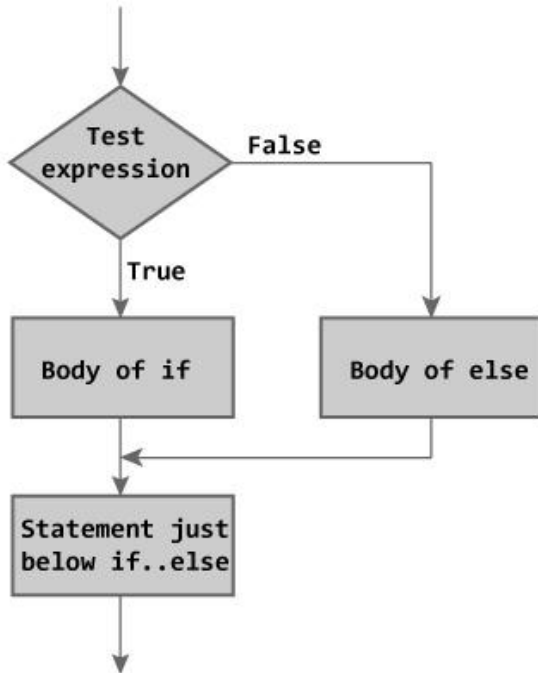 Test
expression
False
True
Body of if
Body of else
Statement just
below if..else